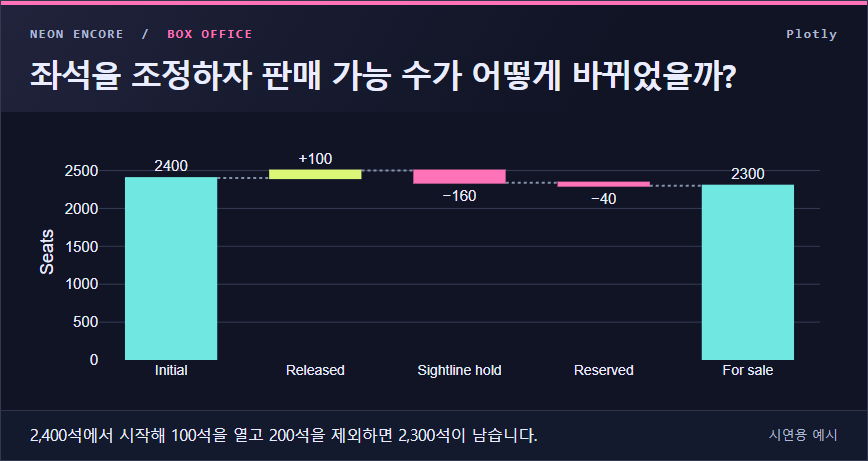 NEON ENCORE / BOX OFFICE
Plotly
좌석을 조정하자 판매 가능 수가 어떻게 바뀌었을까?
Seats
2500
2000
1500
1000
500
0
2400
+100
−160
−40
2300
Initial
Released
Sightline hold
Reserved
For sale
2,400석에서 시작해 100석을 열고 200석을 제외하면 2,300석이 남습니다.
시연용 예시